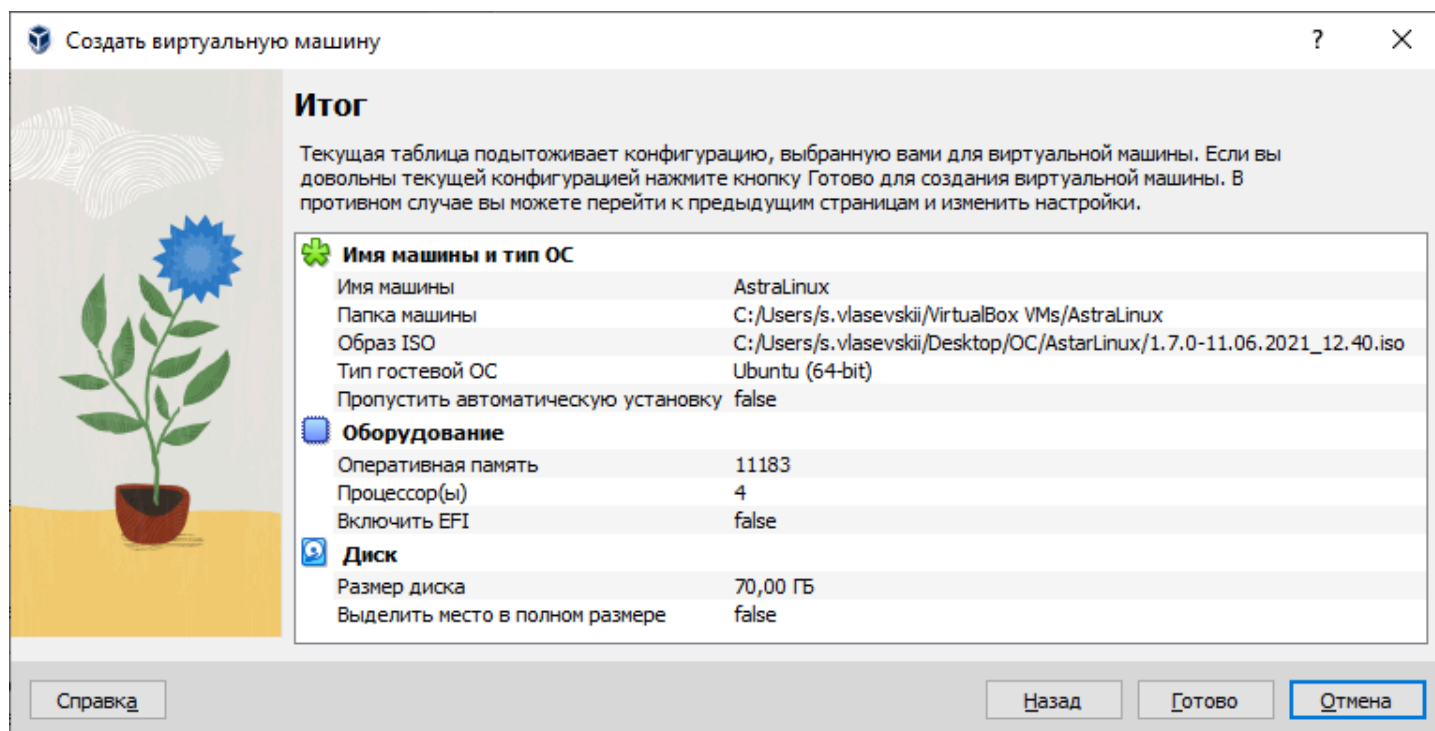 Создать виртуальную машину
?
Итог
Текущая таблица подытоживает конфигурацию, выбранную вами для виртуальной машины. Если вы
довольны текущей конфигурацией нажмите кнопку Готово для создания виртуальной машины. В
противном случае вы можете перейти к предыдущим страницам и изменить настройки.
Имя машины и тип ОС
Имя машины AstraLinux
Папка машины C:/Users/s.vlasevskii/VirtualBox VMs/AstraLinux
Образ ISO C:/Users/s.vlasevskii/Desktop/ОС/AstarLinux/1.7.0-11.06.2021_12.40.iso
Тип гостевой ОС Ubuntu (64-bit)
Пропустить автоматическую установку false
Оборудование
Оперативная память 11183
Процессор(ы) 4
Включить EFI false
Диск
Размер диска 70,00 ГБ
Выделить место в полном размере false
Справка Назад Готово Отмена